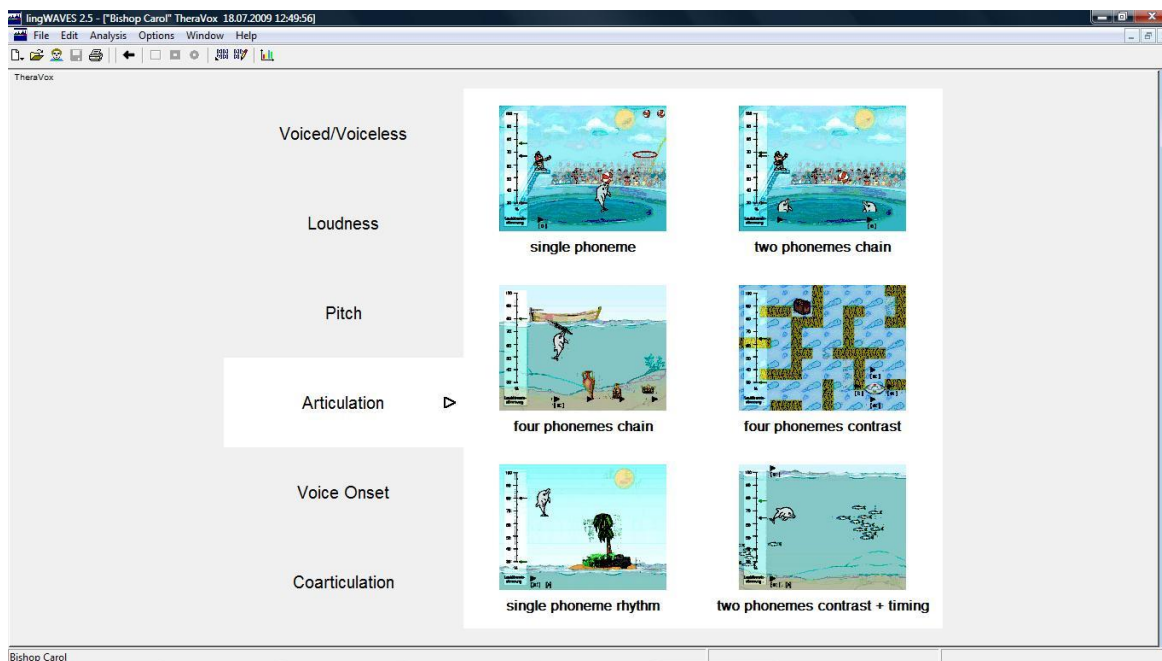 lingWAVES 2.5 - ["Bishop Carol" TheraVox 18.07.2009 12:49:56]
File Edit Analysis Options Window Help
TheraVox
Voiced/Voiceless
Loudness
Pitch
Articulation
Voice Onset
Coarticulation
single phoneme
two phonemes chain
four phonemes chain
four phonemes contrast
single phoneme rhythm
two phonemes contrast + timing
Bishop Carol